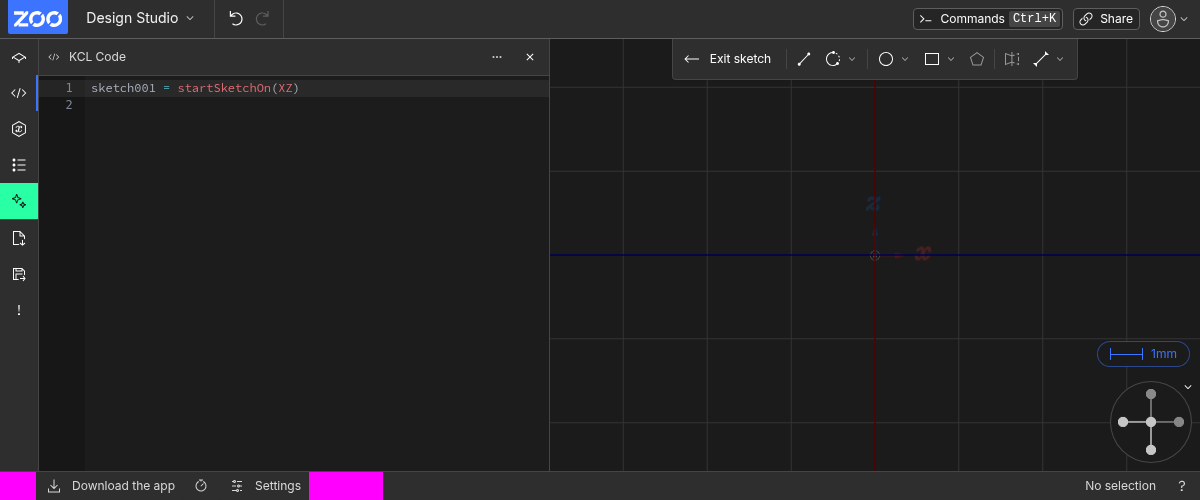 ZOO
Design Studio
Commands Ctrl+K
Share
KCL Code
Exit sketch
1 sketch001 = startSketchOn(XZ)
2
z
x
1mm
Download the app
Settings
No selection
?